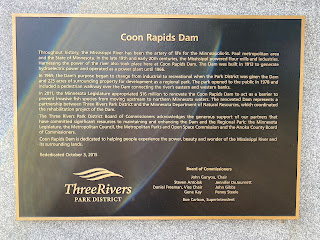 Coon Rapids Dam
Throughout history, the Mississippi River has been the artery of life for the Minneapolis-St. Paul metropolitan area
and the State of Minnesota. In the late 19th and early 20th centuries, the Mississippi powered flour mills and industries.
Harnessing the power of the river also took place here at Coon Rapids Dam. The Dam was built in 1913 to generate
hydroelectric power and operated as a power plant until 1966.
In 1969, the Dam's purpose began to change from industrial to recreational when the Park District was given the Dam
and 225 acres of surrounding property for development as a regional park. The park opened to the public in 1978 and
included a pedestrian walkway over the Dam connecting the river's eastern and western banks.
In 2011, the Minnesota Legislature appropriated $16 million to renovate the Coon Rapids Dam to act as a barrier to
prevent invasive fish species from moving upstream to northern Minnesota waters. The renovated Dam represents a
partnership between Three Rivers Park District and the Minnesota Department of Natural Resources, which coordinated
the rehabilitation project of the Dam.
The Three Rivers Park District Board of Commissioners acknowledges the generous support of our partners that
have committed significant resources to maintaining and enhancing the Dam and the Regional Park: the Minnesota
Legislature, the Metropolitan Council, the Metropolitan Parks and Open Space Commission and the Anoka County Board
of Commissioners.
Coon Rapids Dam is dedicated to helping people experience the power, beauty and wonder of the Mississippi River and
its surrounding lands.
Rededicated October 3, 2015
ThreeRivers
PARK DISTRICT
Board of Commissioners
John Gunyou, Chair
Steven Antolak Jennifer DeJournett
Daniel Freeman, Vice Chair John Gibbs
Gene Kay Penny Steele
Boe Carlson, Superintendent